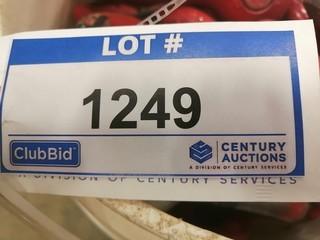 LOT #
1249
ClubBid
CENTURY
AUCTIONS
A DIVISION OF CENTURY SERVICES
A DIVISION OF CENTURY SERVICES